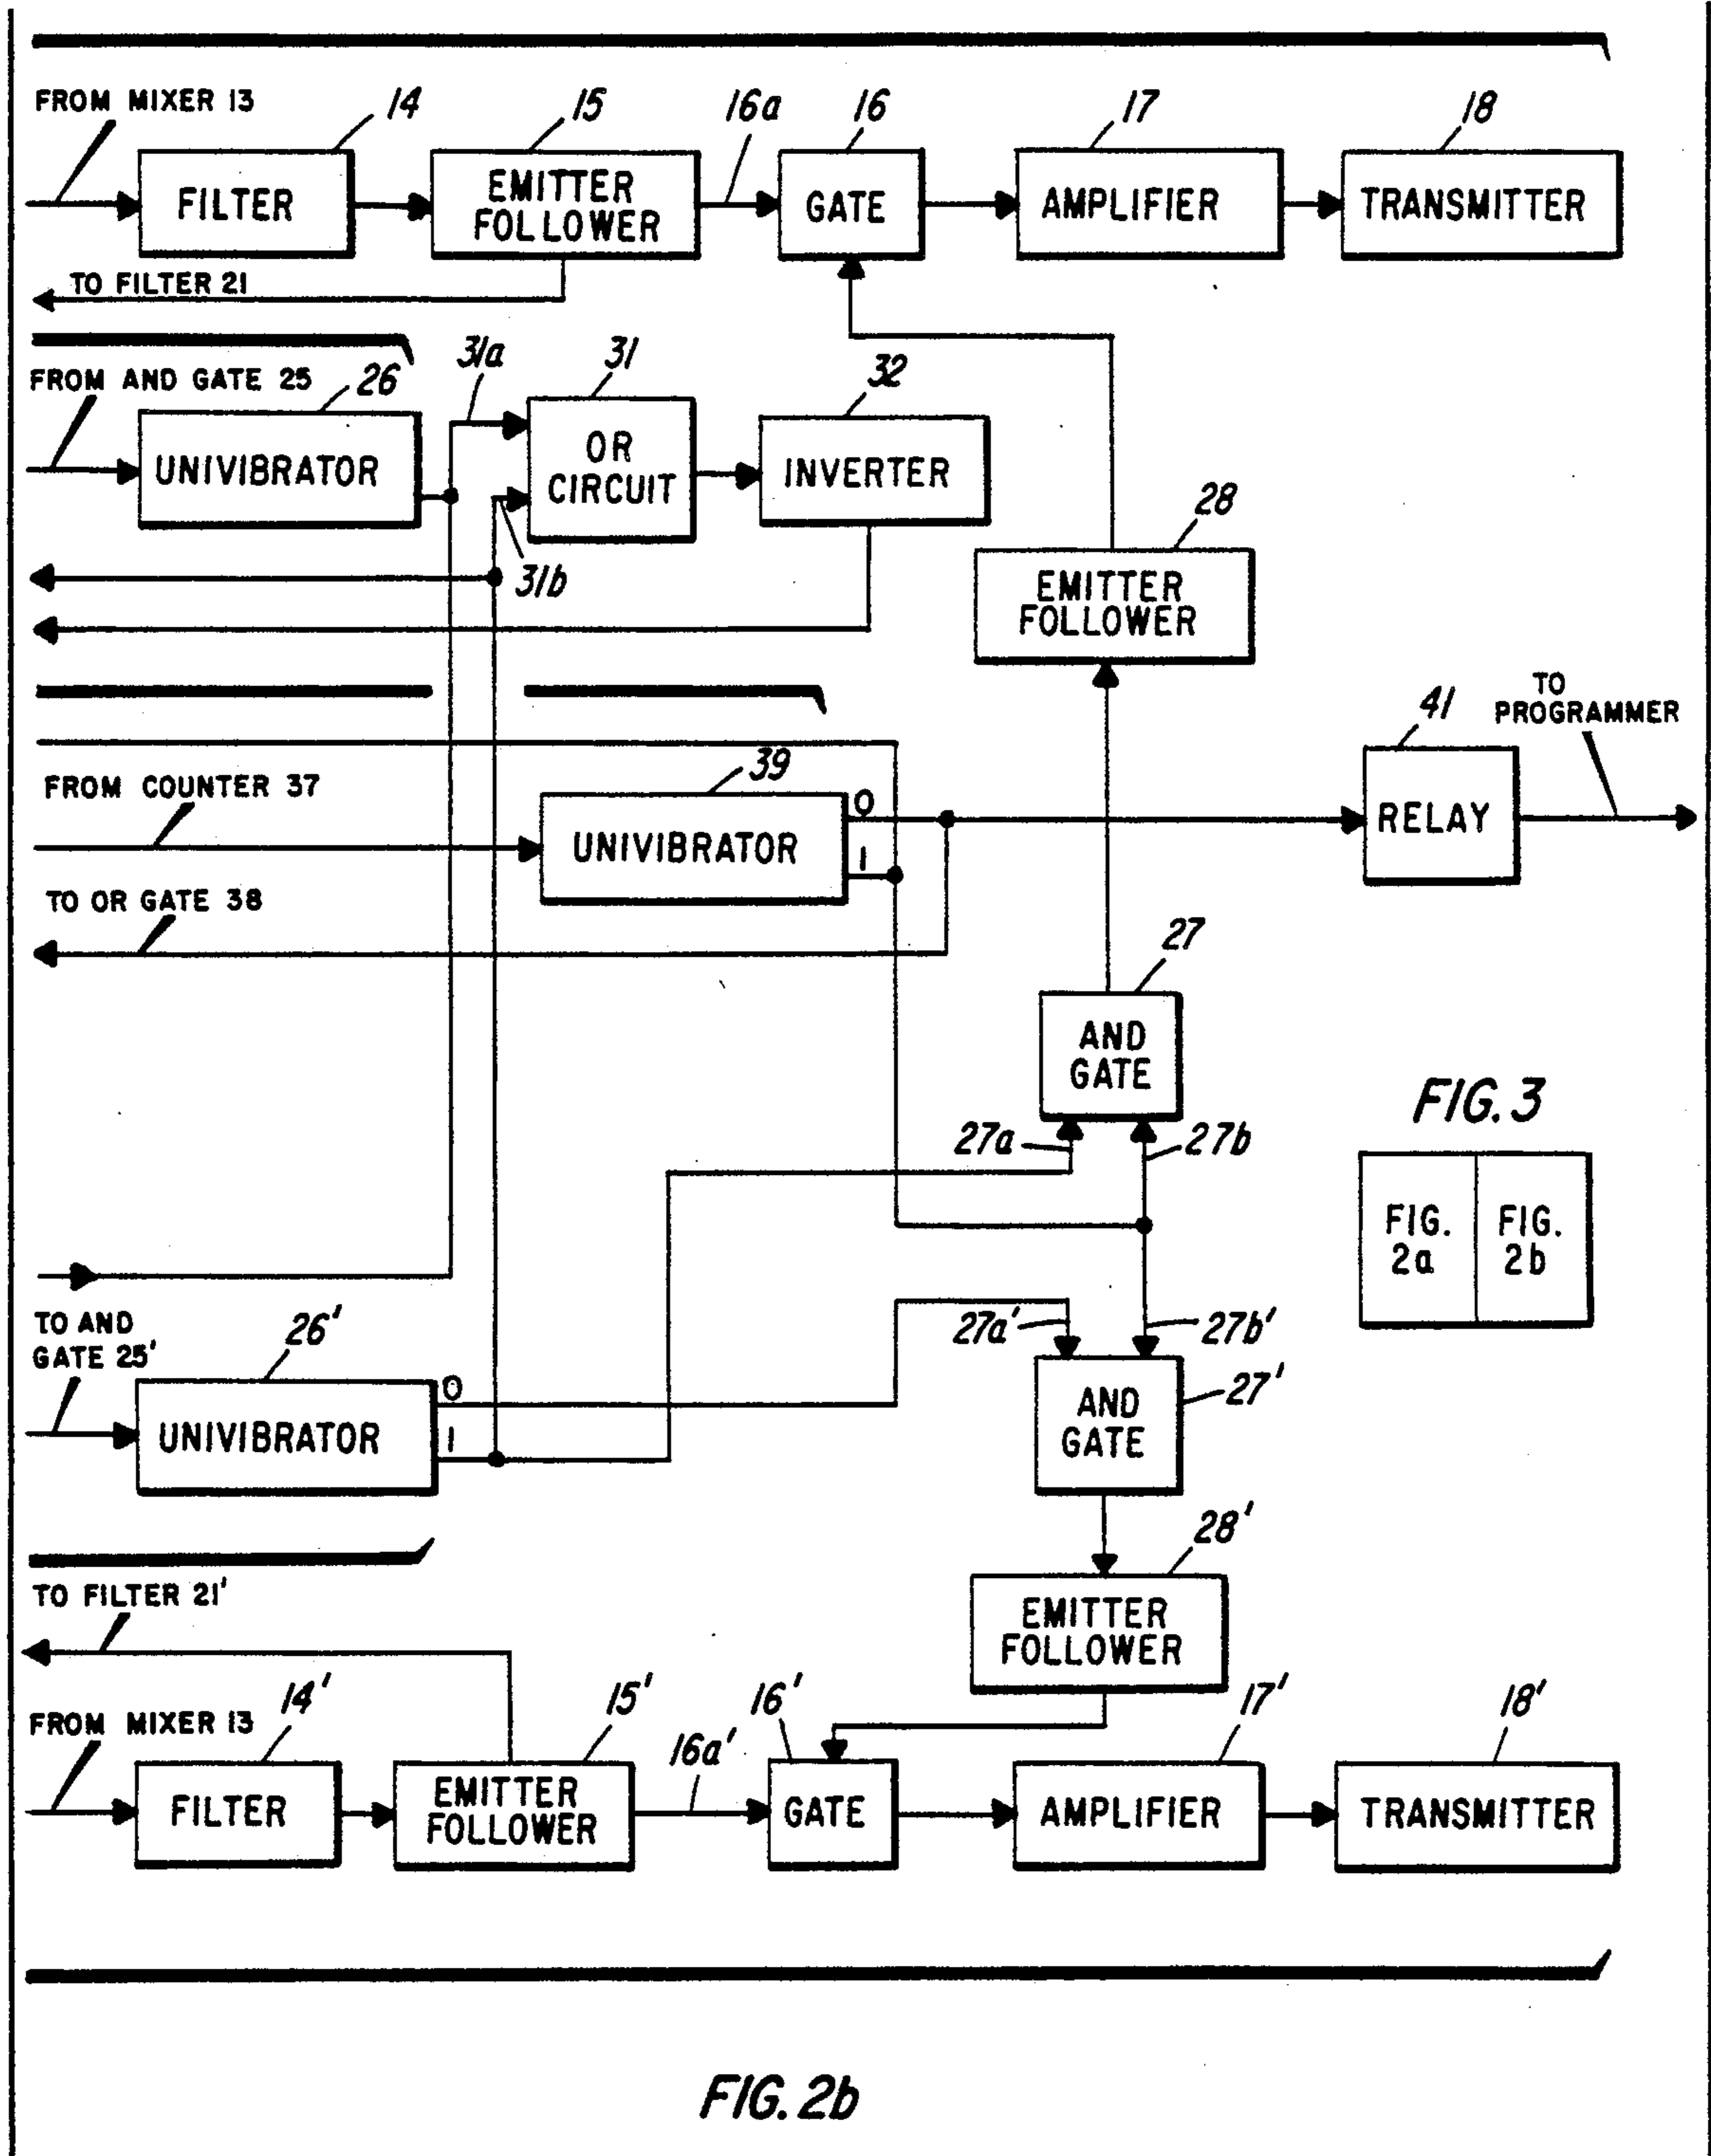 FROM MIXER 13
14
15
16a
16
17
18
FILTER
EMITTER
FOLLOWER
GATE
AMPLIFIER
TRANSMITTER
TO FILTER 21
FROM AND GATE 25
26
31a
31
32
UNIVIBRATOR
OR
CIRCUIT
INVERTER
31b
28
EMITTER
FOLLOWER
FROM COUNTER 37
39
UNIVIBRATOR
0
1
41
RELAY
TO
PROGRAMMER
TO OR GATE 38
27
AND
GATE
27a
27b
FIG. 3
FIG.
2a
FIG.
2b
TO AND
GATE 25'
26'
UNIVIBRATOR
0
1
27a'
27b'
27'
AND
GATE
28'
EMITTER
FOLLOWER
TO FILTER 21'
FROM MIXER 13
14'
15'
16a'
16'
17'
18'
FILTER
EMITTER
FOLLOWER
GATE
AMPLIFIER
TRANSMITTER
FIG. 2b